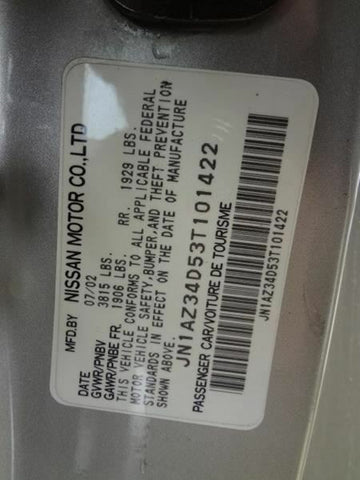 MFD.BY NISSAN MOTOR CO.,LTD
DATE 07/02
GVWR/PNBV 3815 LBS.
GAWR/PNBE FR. 1906 LBS. RR. 1929 LBS.
THIS VEHICLE CONFORMS TO ALL APPLICABLE FEDERAL
MOTOR VEHICLE SAFETY,BUMPER,AND THEFT PREVENTION
STANDARDS IN EFFECT ON THE DATE OF MANUFACTURE
SHOWN ABOVE.
JN1AZ34D53T101422
PASSENGER CAR/VOITURE DE TOURISME
JN1AZ34D53T101422